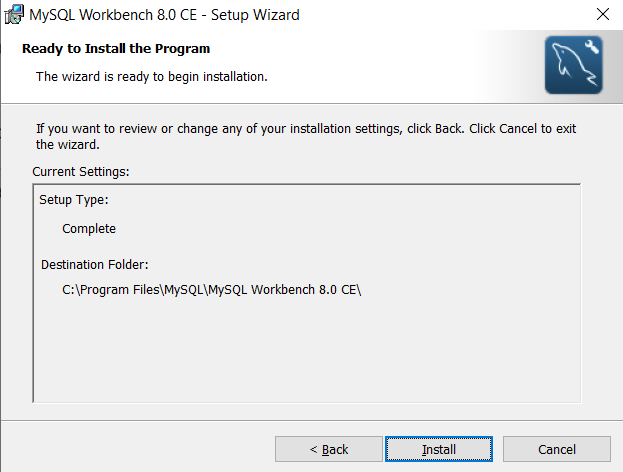 MySQL Workbench 8.0 CE - Setup Wizard
Ready to Install the Program
The wizard is ready to begin installation.
If you want to review or change any of your installation settings, click Back. Click Cancel to exit
the wizard.
Current Settings:
Setup Type:
Complete
Destination Folder:
C:\Program Files\MySQL\MySQL Workbench 8.0 CE\
< Back
Install
Cancel